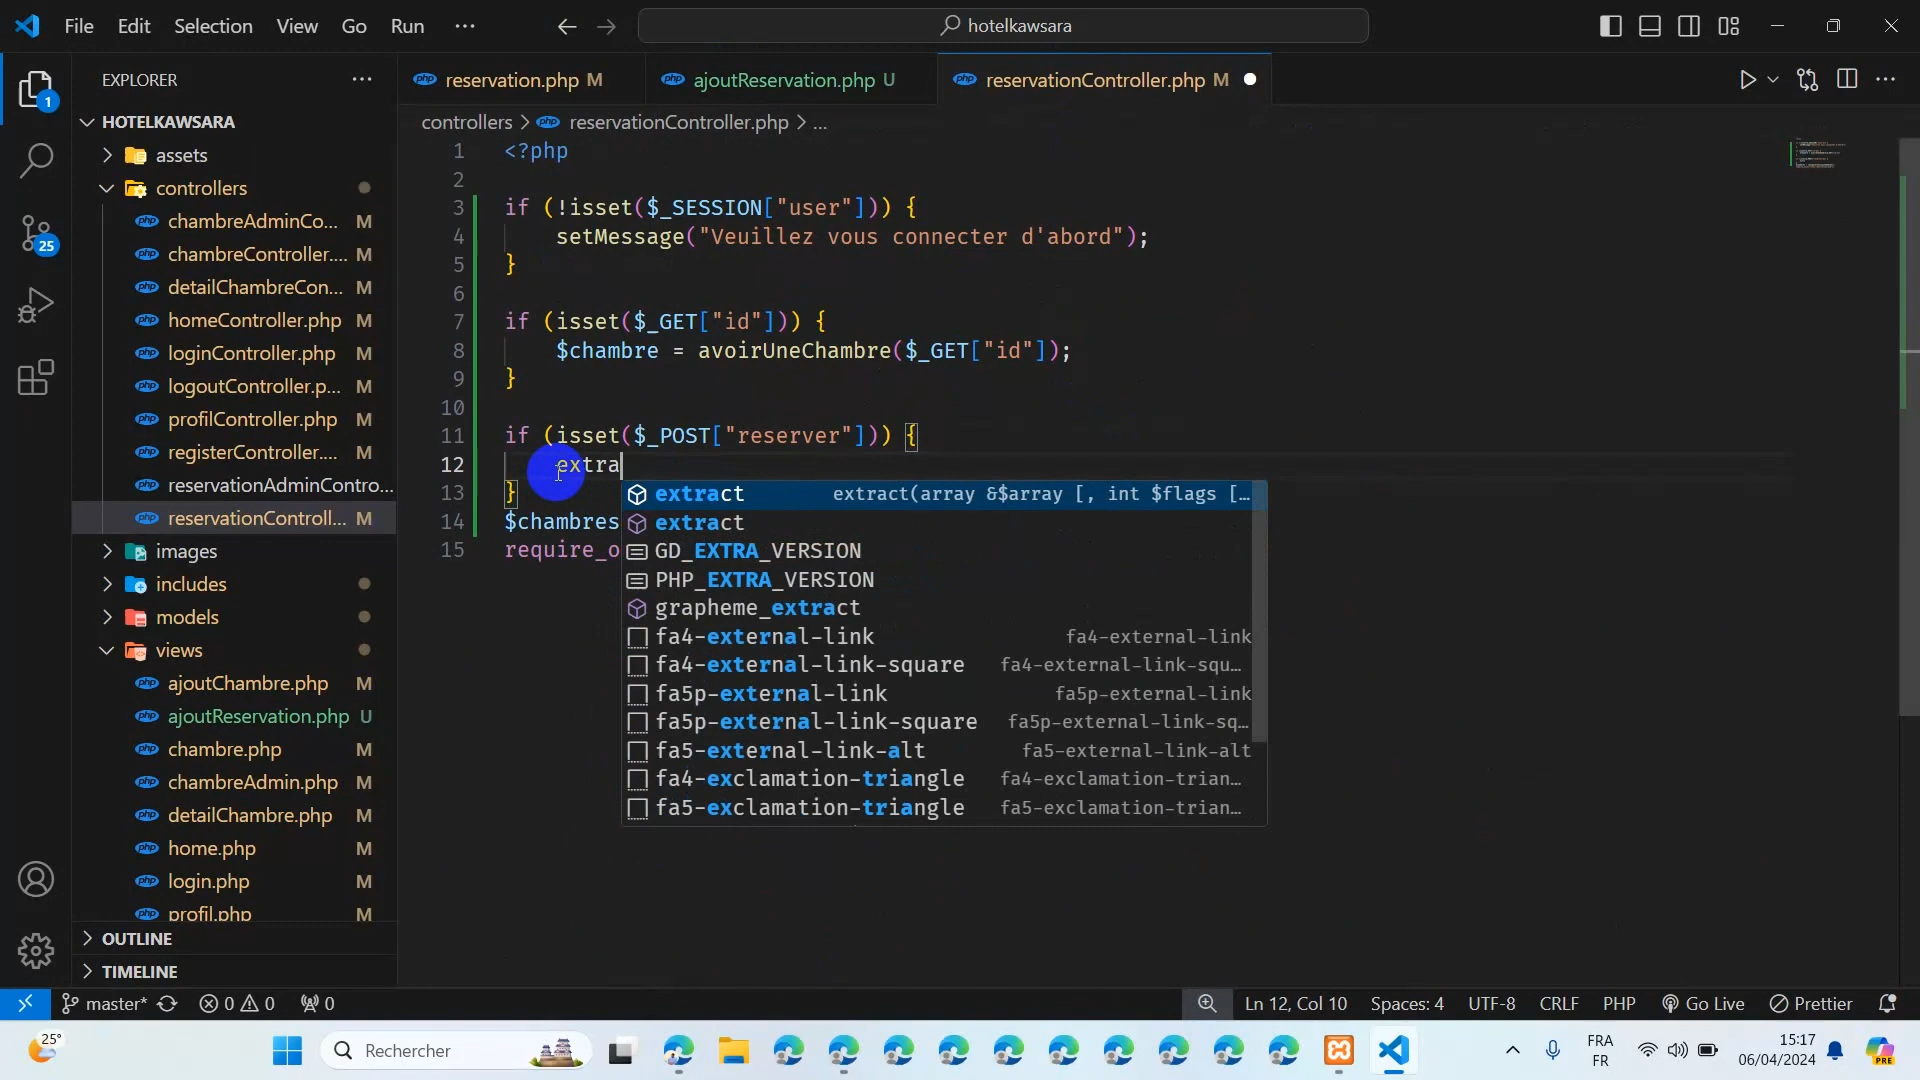 File Edit Selection View Go Run ···
hotelkawsara
EXPLORER ···
reservation.php M
ajoutReservation.php U
reservationController.php M
HOTELKAWSARA
assets
controllers
chambreAdminCo... M
chambreController.... M
detailChambreCon... M
homeController.php M
loginController.php M
logoutController.p... M
profilController.php M
registerController.... M
reservationAdminContro...
reservationControll... M
images
includes
models
views
ajoutChambre.php M
ajoutReservation.php U
chambre.php M
chambreAdmin.php M
detailChambre.php M
home.php M
login.php M
profil.php M
OUTLINE
TIMELINE
1
25
controllers > reservationController.php > ...
1 <?php
2
3 if (!isset($_SESSION["user"])) {
4 setMessage("Veuillez vous connecter d'abord");
5 }
6
7 if (isset($_GET["id"])) {
8 $chambre = avoirUneChambre($_GET["id"]);
9 }
10
11 if (isset($_POST["reserver"])) {
12 extra
13 }
14 $chambres
15 require_o
extract extract(array &$array [, int $flags [...
extract
GD_EXTRA_VERSION
PHP_EXTRA_VERSION
grapheme_extract
fa4-external-link fa4-external-link
fa4-external-link-square fa4-external-link-squ...
fa5p-external-link fa5p-external-link
fa5p-external-link-square fa5p-external-link-sq...
fa5-external-link-alt fa5-external-link-alt
fa4-exclamation-triangle fa4-exclamation-trian...
fa5-exclamation-triangle fa5-exclamation-trian...
master* 0 0 0
Ln 12, Col 10 Spaces: 4 UTF-8 CRLF PHP Go Live Prettier
25°
Rechercher
FRA
FR
15:17
06/04/2024
PRE